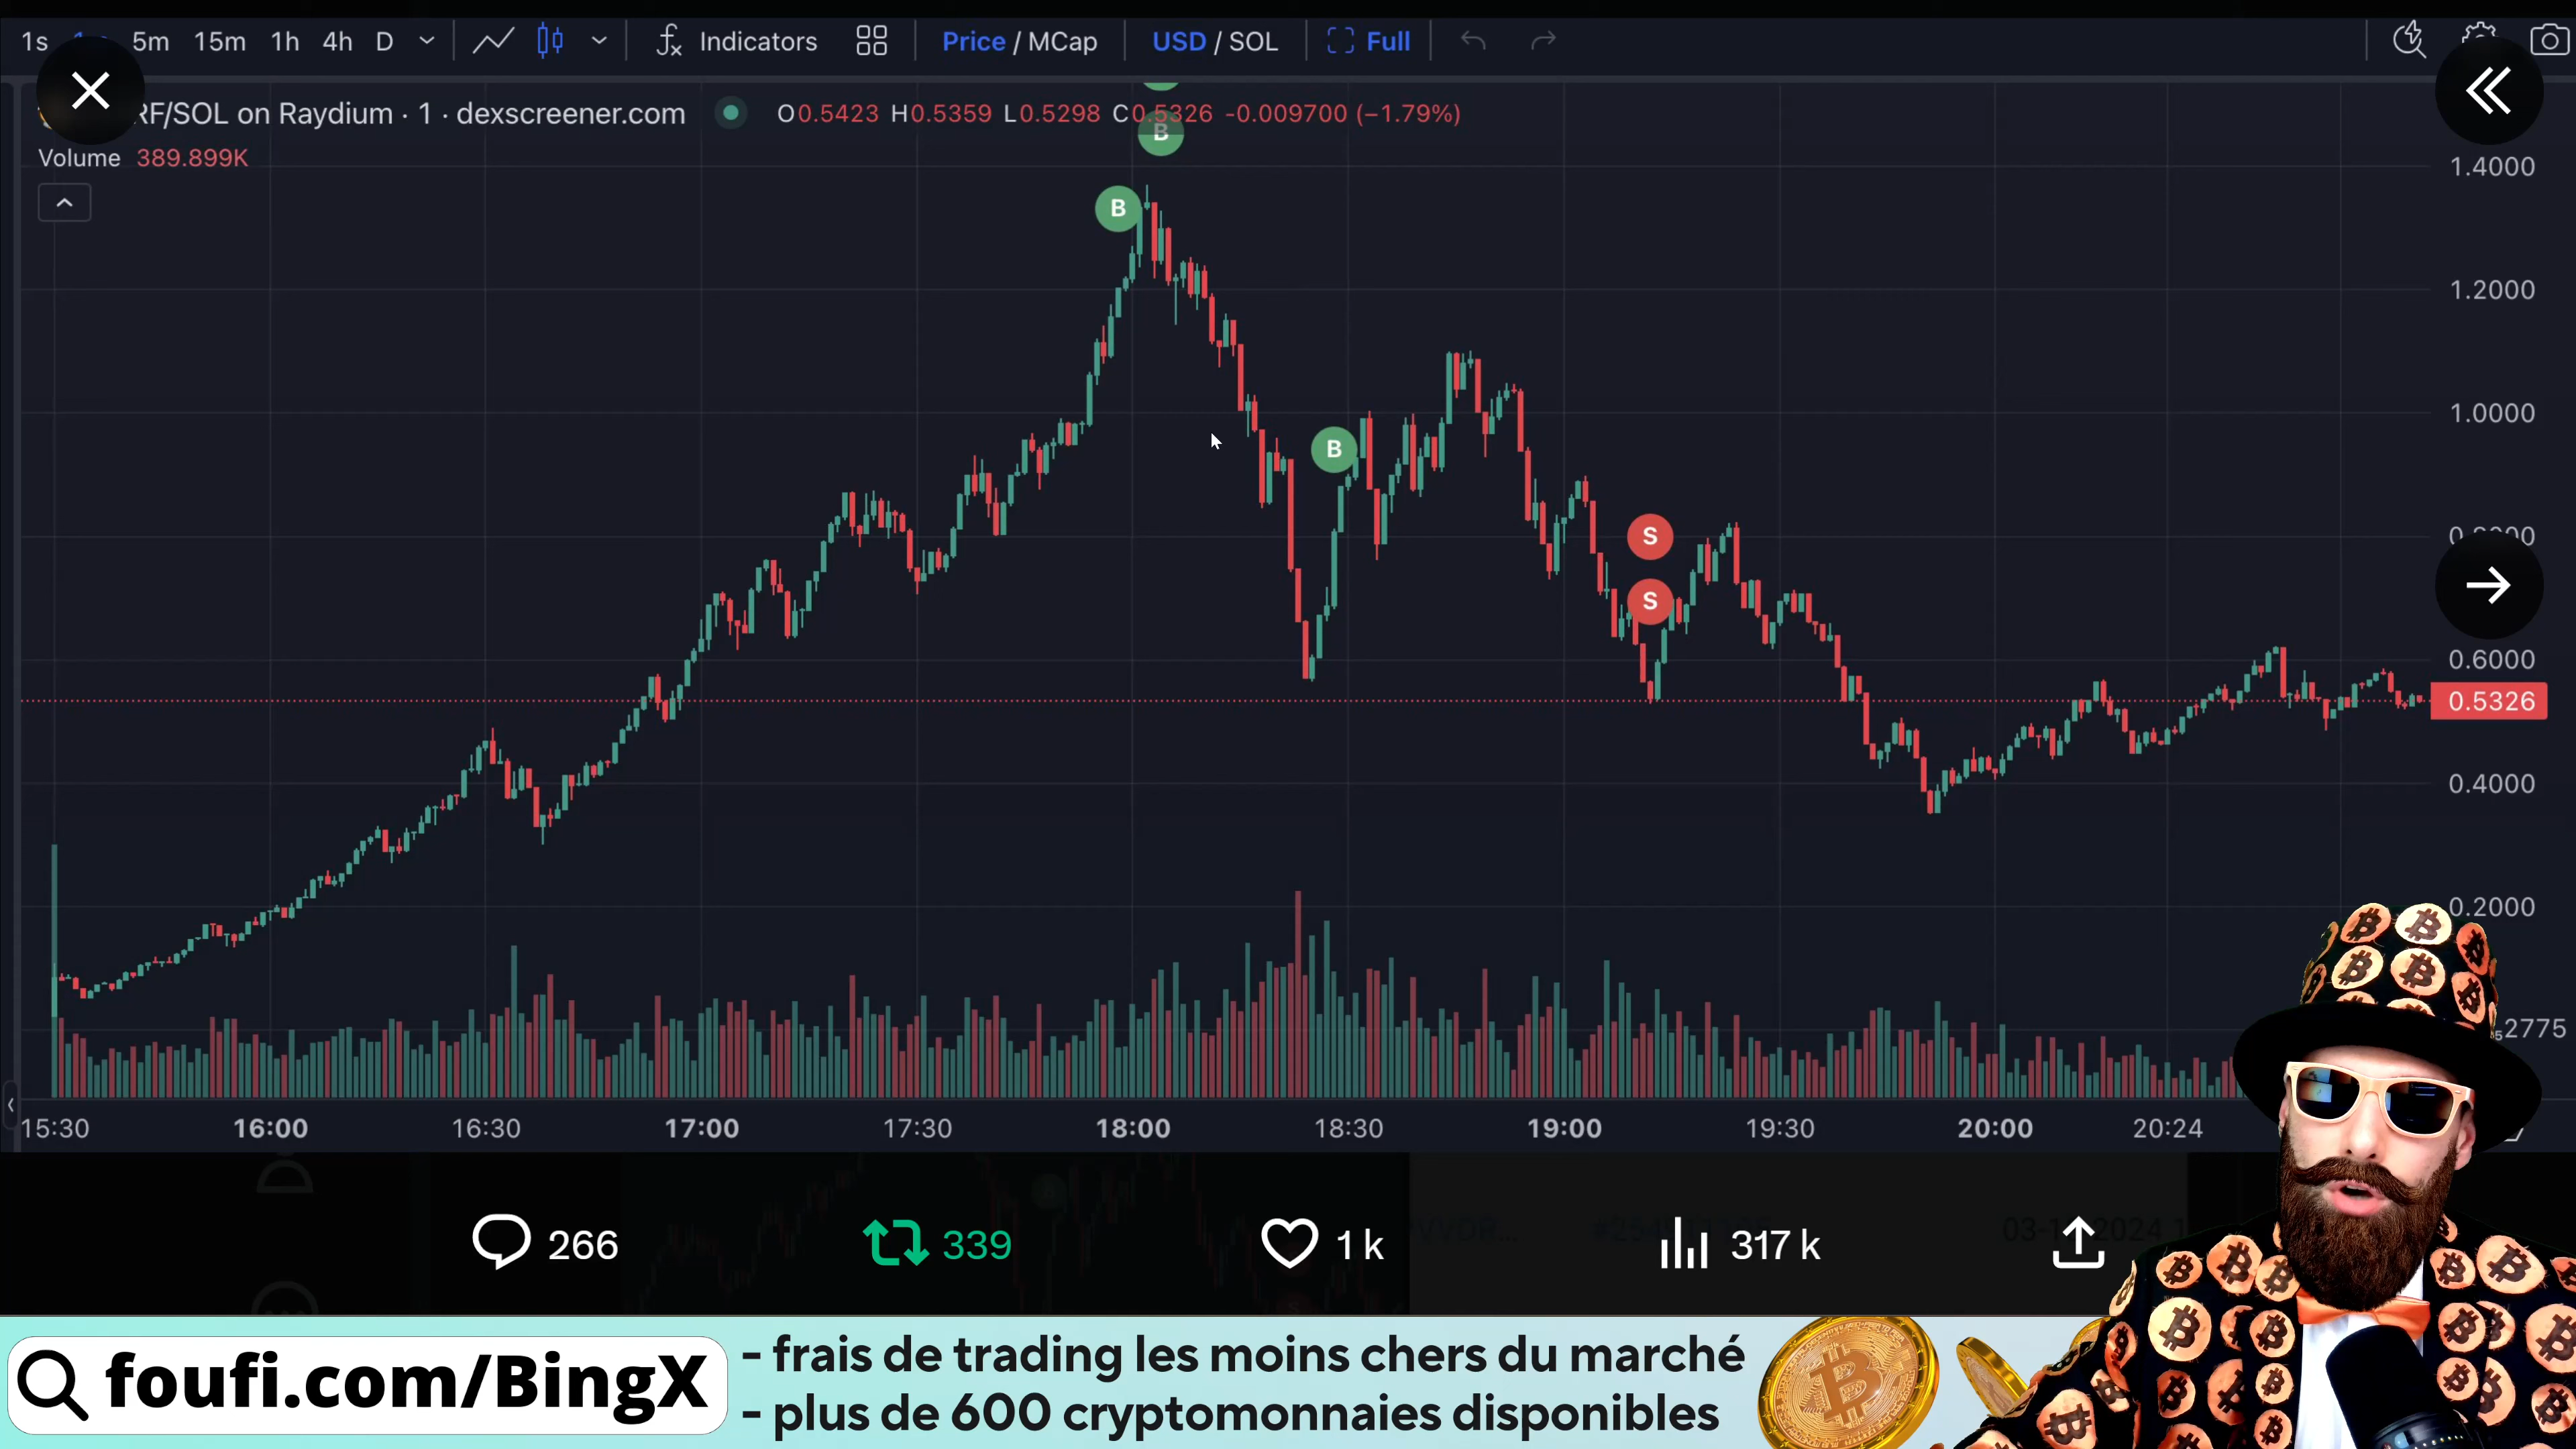 1s 5m 15m 1h 4h D Indicators Price / MCap USD / SOL Full
RF/SOL on Raydium · 1 · dexscreener.com O0.5423 H0.5359 L0.5298 C0.5326 -0.009700 (−1.79%)
Volume 389.899K
B
B
B
S
S
1.4000
1.2000
1.0000
0.6000
0.5326
0.4000
0.2000
2775
15:30 16:00 16:30 17:00 17:30 18:00 18:30 19:00 19:30 20:00 20:24
266 339 1 k 317 k
foufi.com/BingX
- frais de trading les moins chers du marché
- plus de 600 cryptomonnaies disponibles